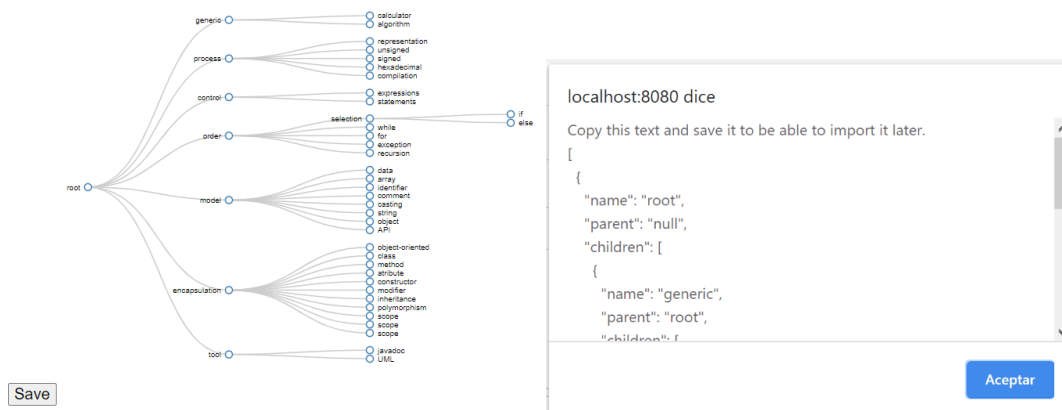 generic
calculator
algorithm
process
representation
unsigned
signed
hexadecimal
compilation
control
expressions
statements
order
selection
if
else
while
for
exception
recursion
root
model
data
array
identifier
comment
casting
string
object
API
encapsulation
object-oriented
class
method
atribute
constructor
modifier
inheritance
polymorphism
scope
scope
scope
tool
javadoc
UML
Save
localhost:8080 dice
Copy this text and save it to be able to import it later.
[
{
"name": "root",
"parent": "null",
"children": [
{
"name": "generic",
"parent": "root",
"children": [
Aceptar